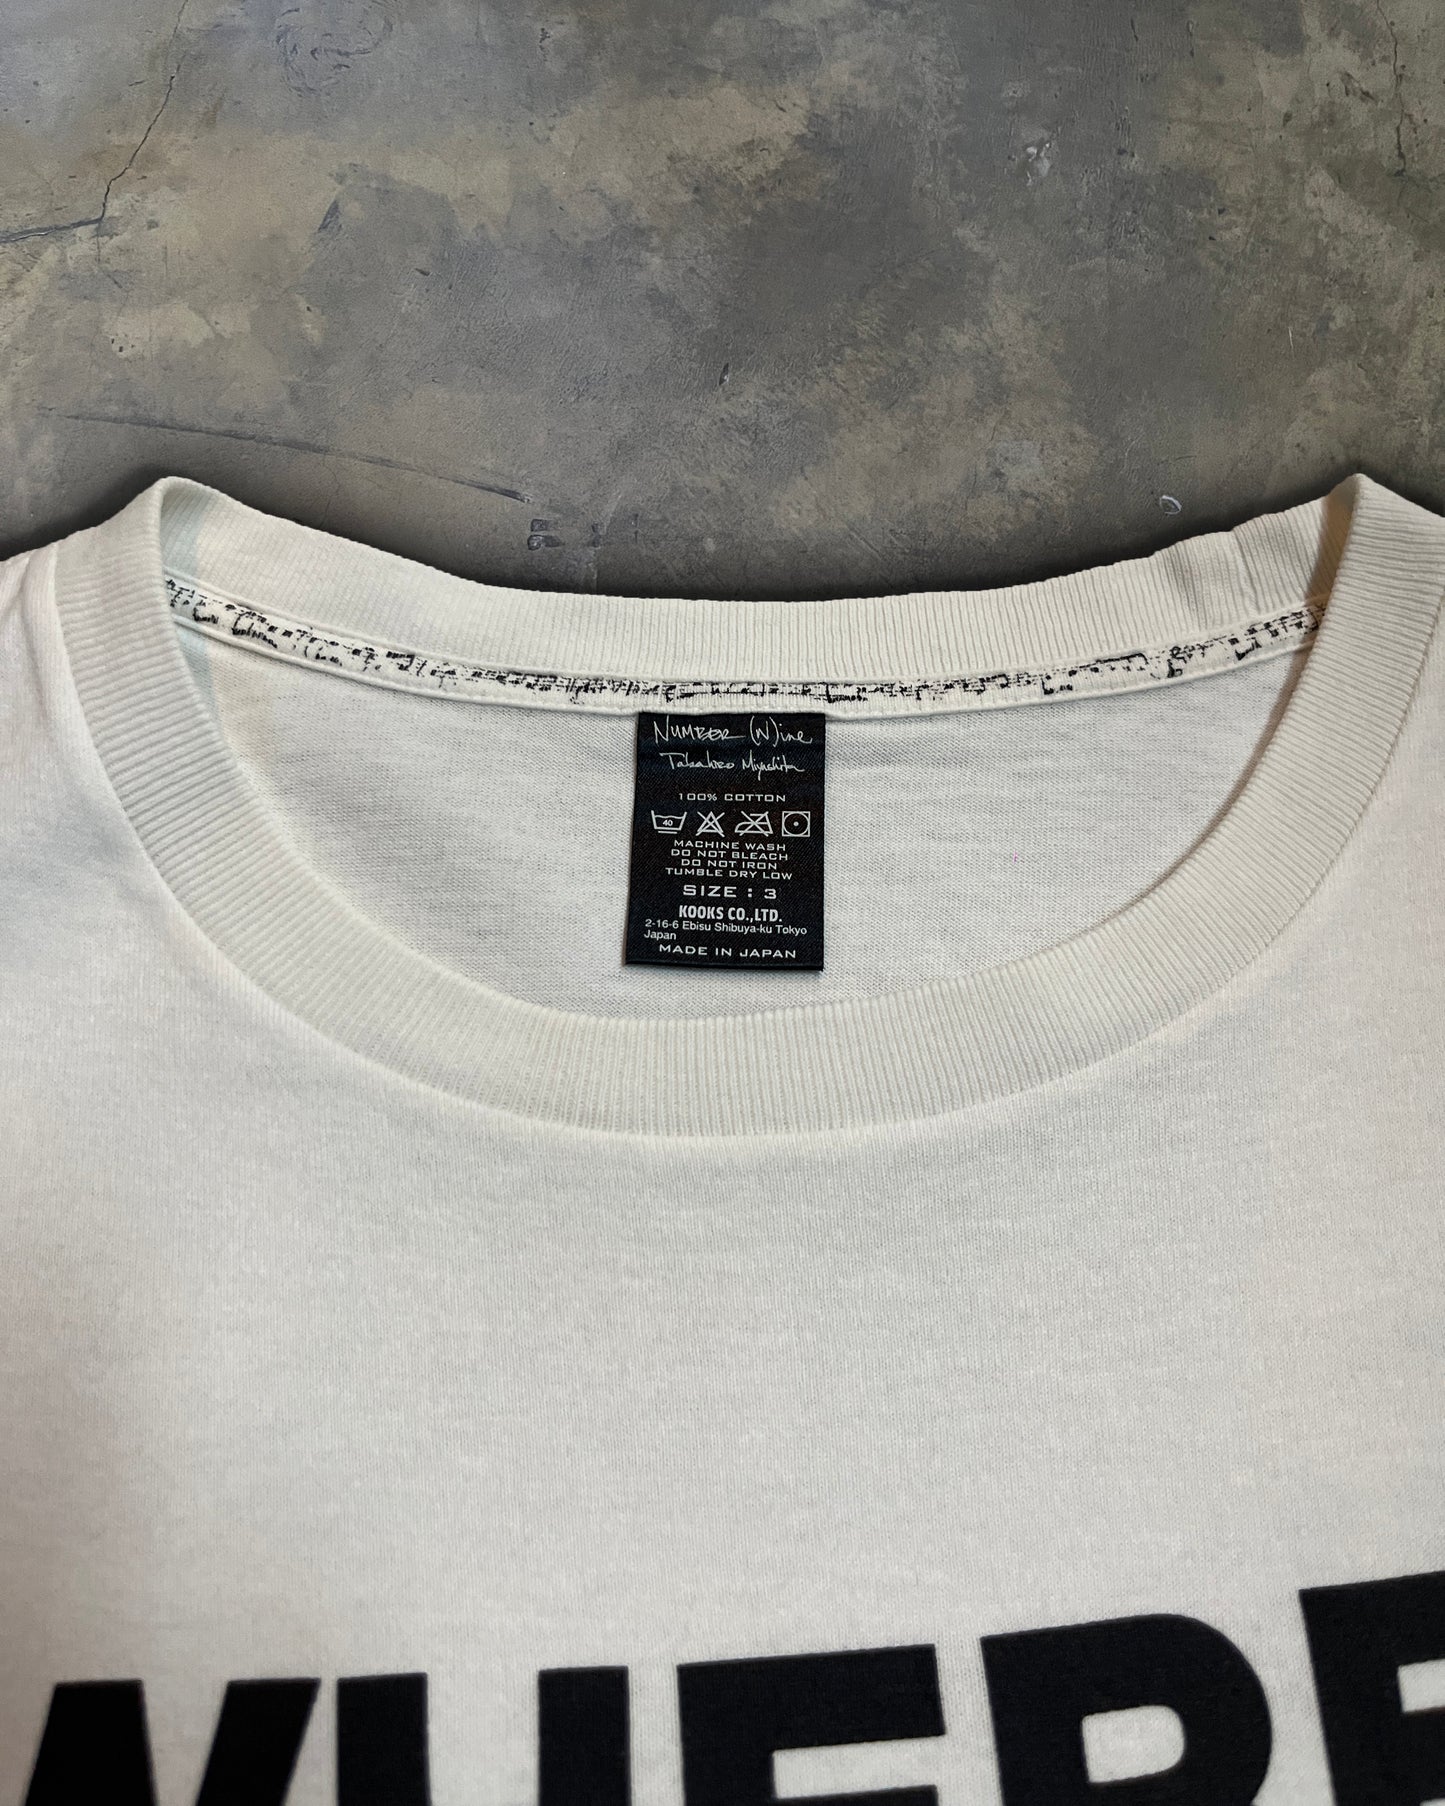 NUMBER (N)ine
Takahiro Miyashita
100% COTTON
40
MACHINE WASH
DO NOT BLEACH
DO NOT IRON
TUMBLE DRY LOW
SIZE : 3
KOOKS CO.,LTD.
2-16-6 Ebisu Shibuya-ku Tokyo
Japan
MADE IN JAPAN
WHERE